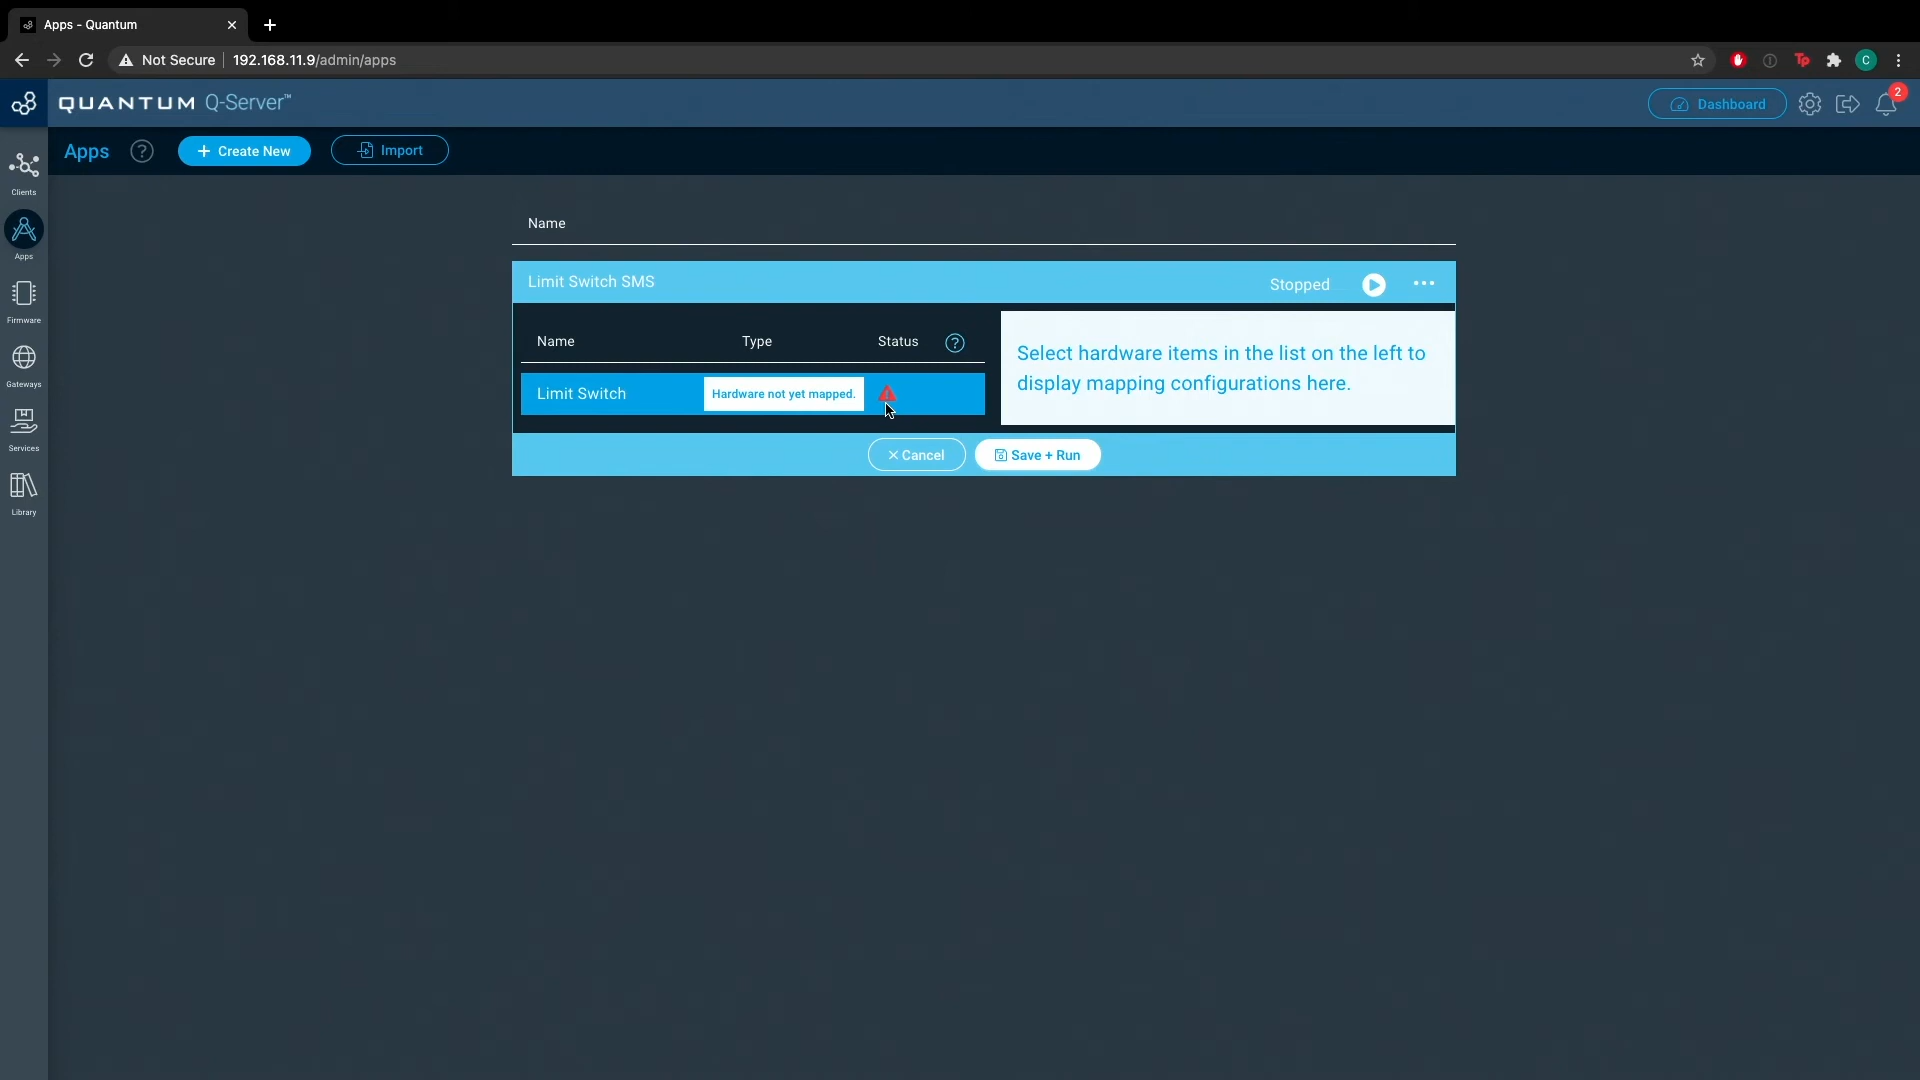 Apps - Quantum
Not Secure 192.168.11.9/admin/apps
C
QUANTUM Q-Server™
Dashboard
2
Apps
?
+ Create New
Import
Clients
Apps
Firmware
Gateways
Services
Library
Name
Limit Switch SMS
Stopped
Name Type Status ?
Limit Switch
Hardware not yet mapped.
Select hardware items in the list on the left to
display mapping configurations here.
Cancel
Save + Run